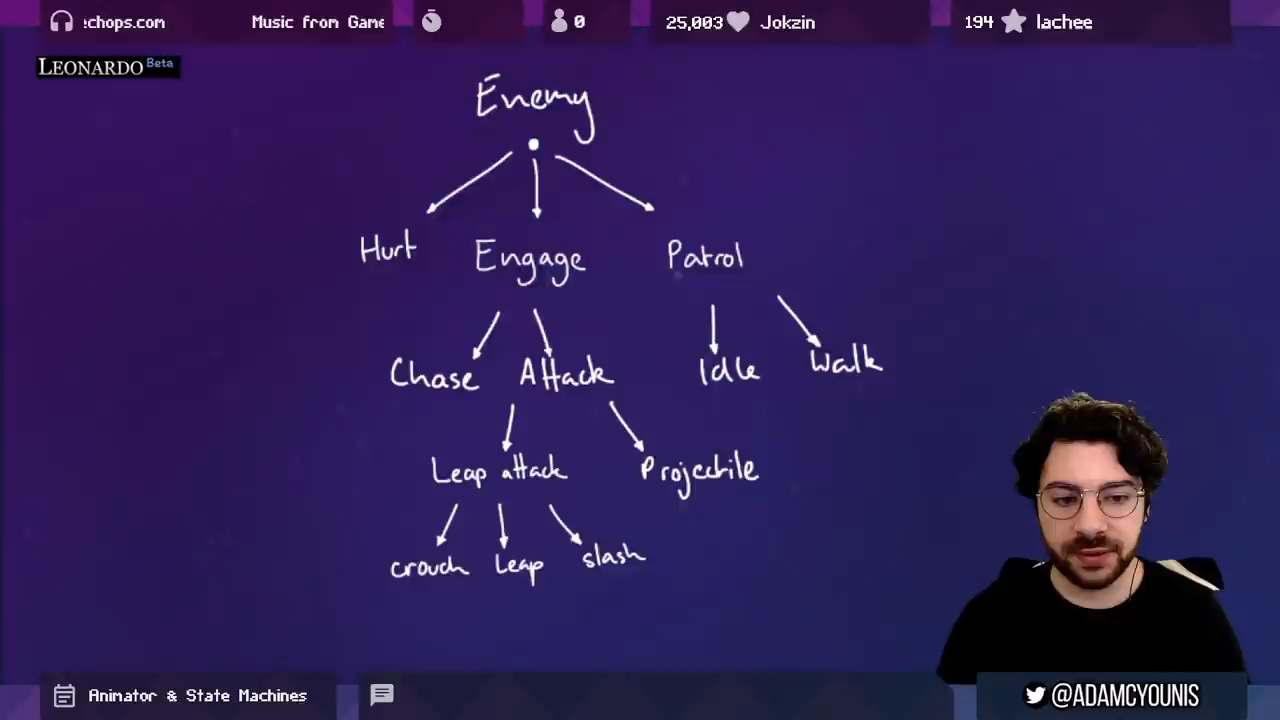 echops.com Music from Game 0 25,003 Jokzin 194 lachee
LEONARDO Beta
Enemy
Hurt Engage Patrol
Chase Attack Idle Walk
Leap attack Projectile
crouch Leap slash
Animator & State Machines
@ADAMCYOUNIS